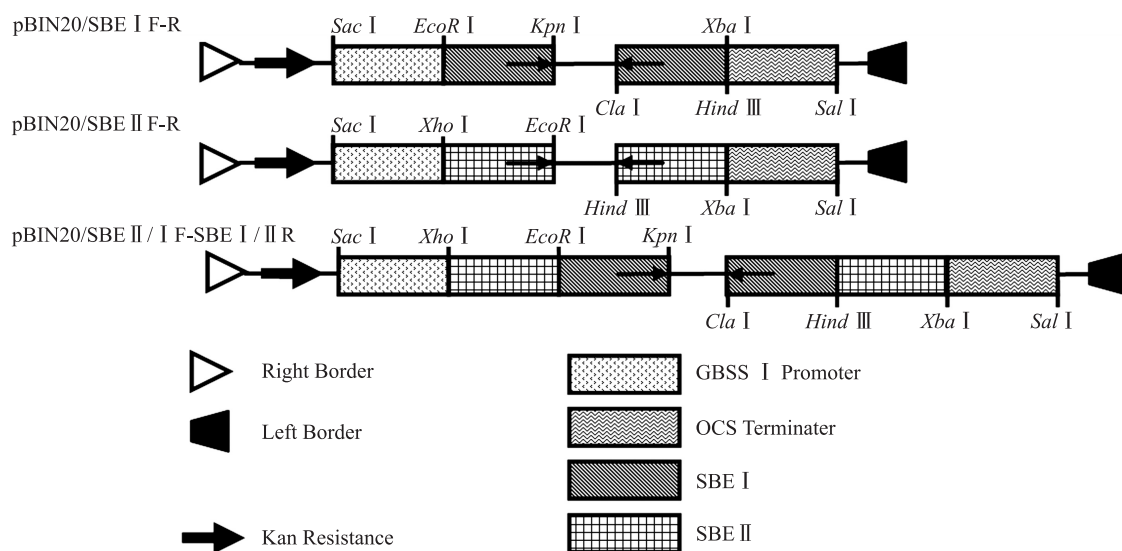 pBIN20/SBE Ⅰ F-R
Sac Ⅰ EcoR Ⅰ Kpn Ⅰ Xba Ⅰ
Cla Ⅰ Hind Ⅲ Sal Ⅰ
pBIN20/SBE Ⅱ F-R
Sac Ⅰ Xho Ⅰ EcoR Ⅰ
Hind Ⅲ Xba Ⅰ Sal Ⅰ
pBIN20/SBE Ⅱ / Ⅰ F-SBE Ⅰ / Ⅱ R
Sac Ⅰ Xho Ⅰ EcoR Ⅰ Kpn Ⅰ
Cla Ⅰ Hind Ⅲ Xba Ⅰ Sal Ⅰ
Right Border
Left Border
Kan Resistance
GBSS Ⅰ Promoter
OCS Terminater
SBE Ⅰ
SBE Ⅱ